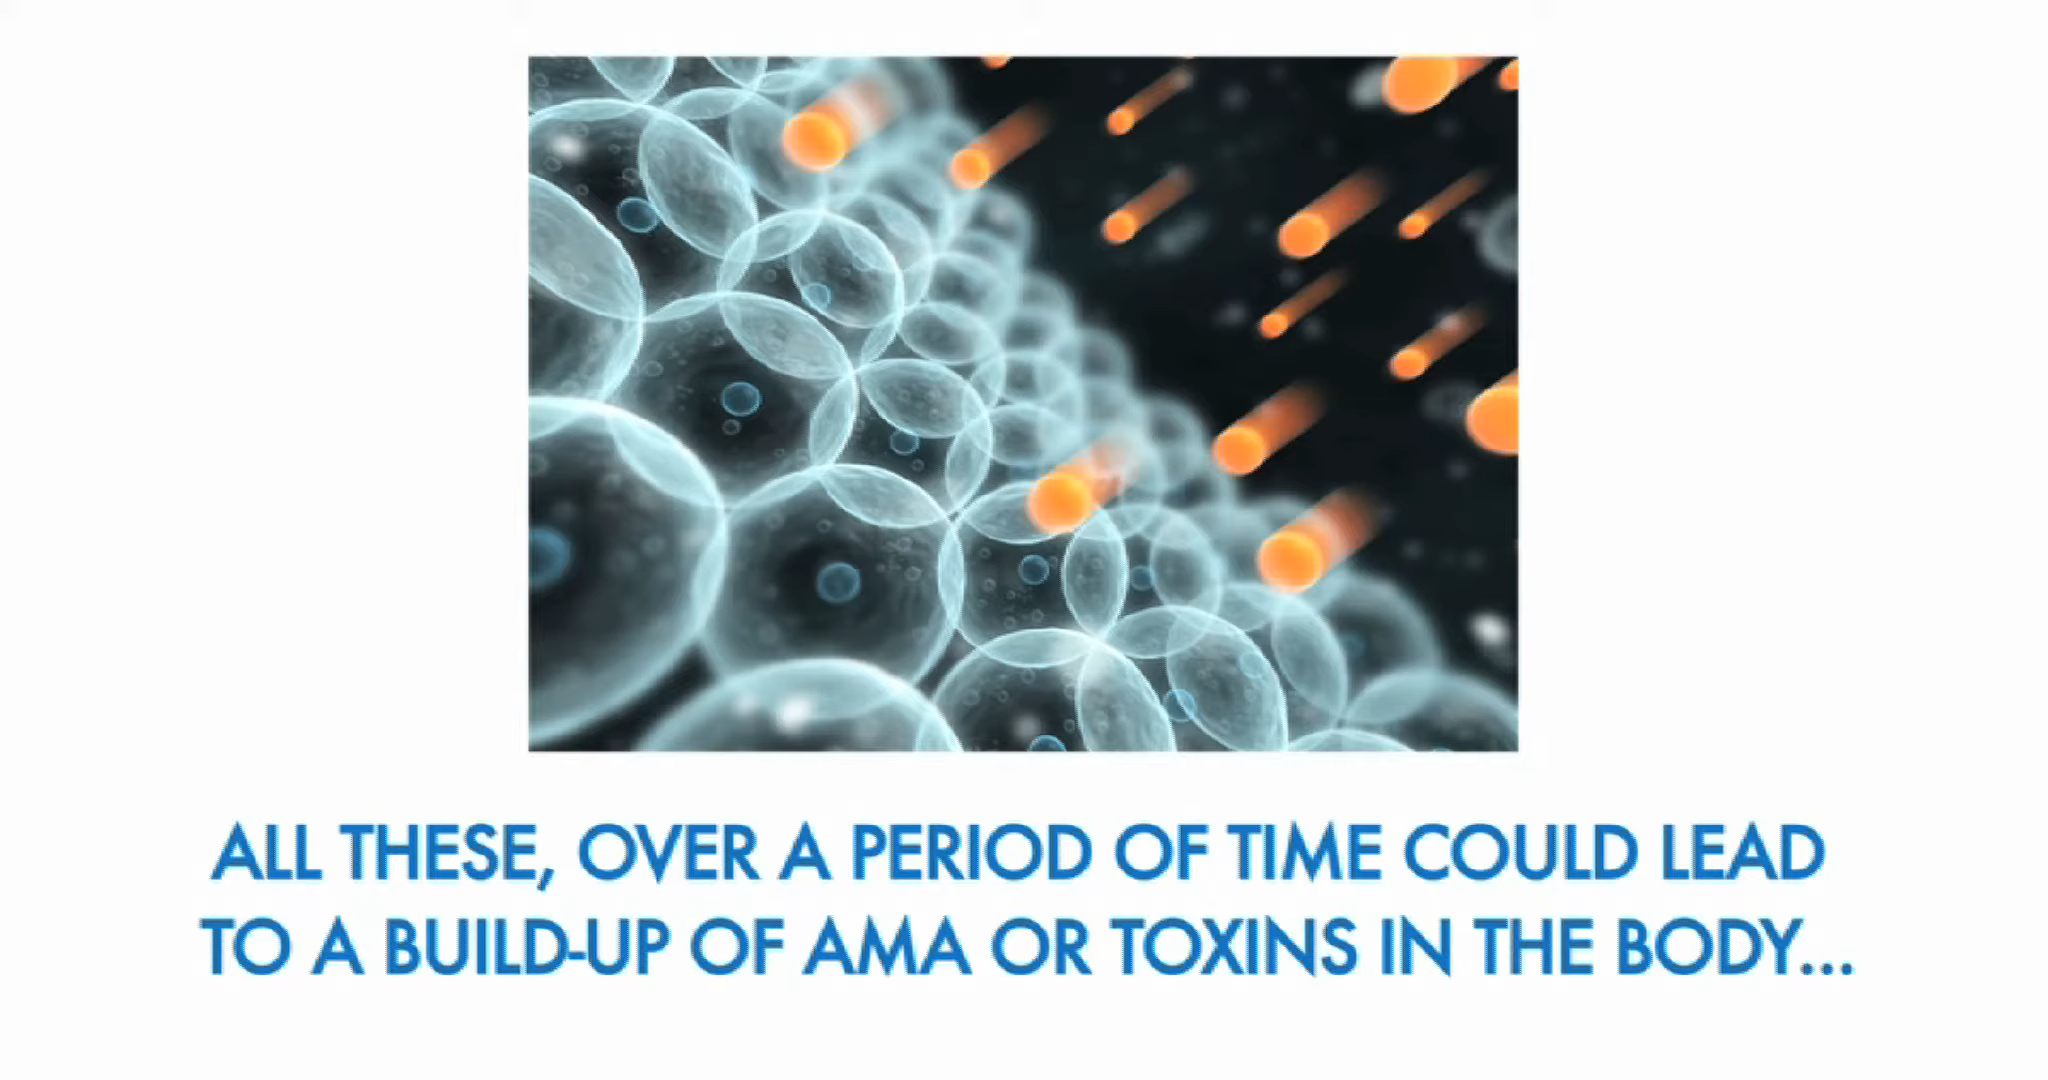 ALL THESE, OVER A PERIOD OF TIME COULD LEAD
TO A BUILD-UP OF AMA OR TOXINS IN THE BODY...